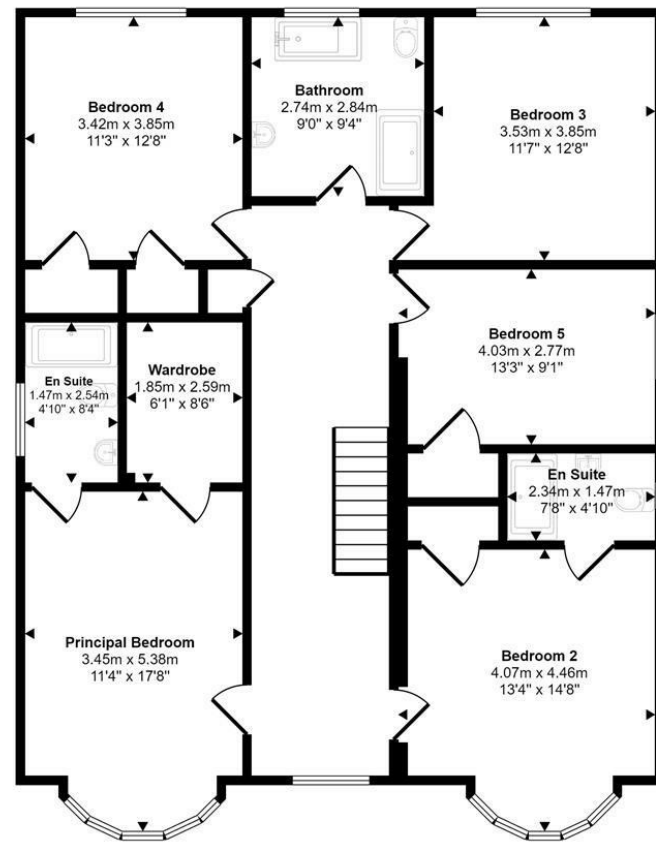 Bedroom 4
3.42m x 3.85m
11'3" x 12'8"
Bathroom
2.74m x 2.84m
9'0" x 9'4"
Bedroom 3
3.53m x 3.85m
11'7" x 12'8"
Bedroom 5
4.03m x 2.77m
13'3" x 9'1"
En Suite
1.47m x 2.54m
4'10" x 8'4"
Wardrobe
1.85m x 2.59m
6'1" x 8'6"
En Suite
2.34m x 1.47m
7'8" x 4'10"
Principal Bedroom
3.45m x 5.38m
11'4" x 17'8"
Bedroom 2
4.07m x 4.46m
13'4" x 14'8"